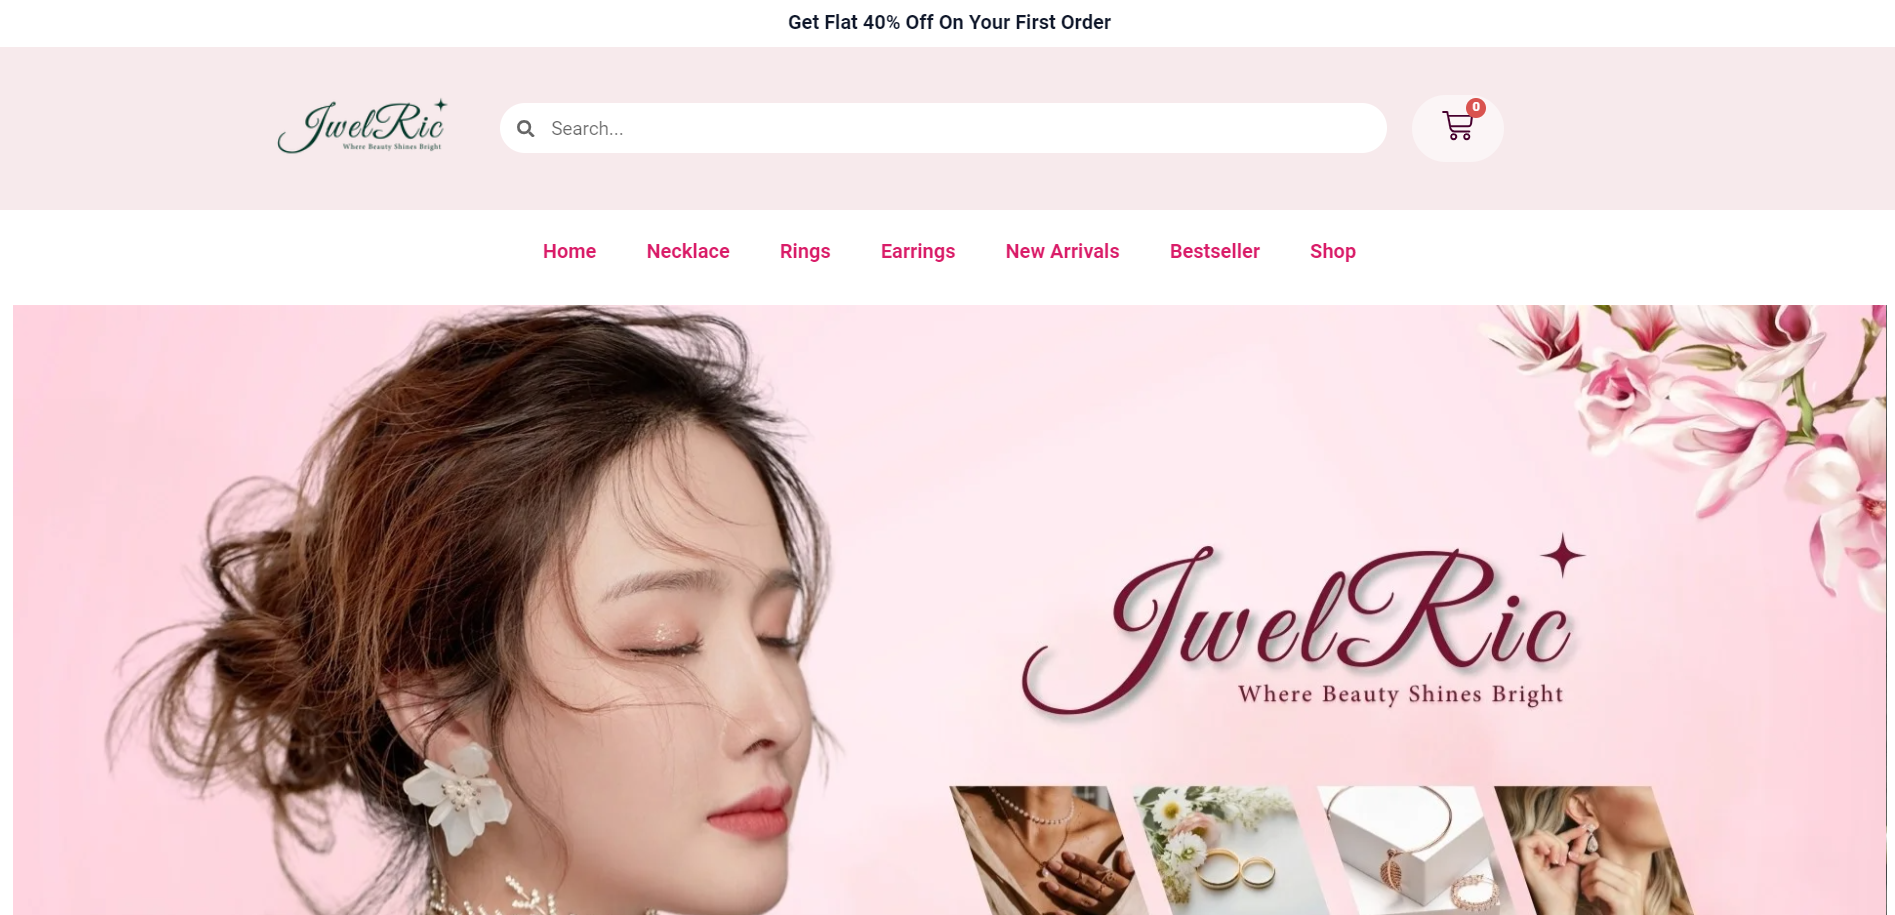 Get Flat 40% Off On Your First Order
JwelRic
Where Beauty Shines Bright
Search...
0
Home
Necklace
Rings
Earrings
New Arrivals
Bestseller
Shop
JwelRic
Where Beauty Shines Bright